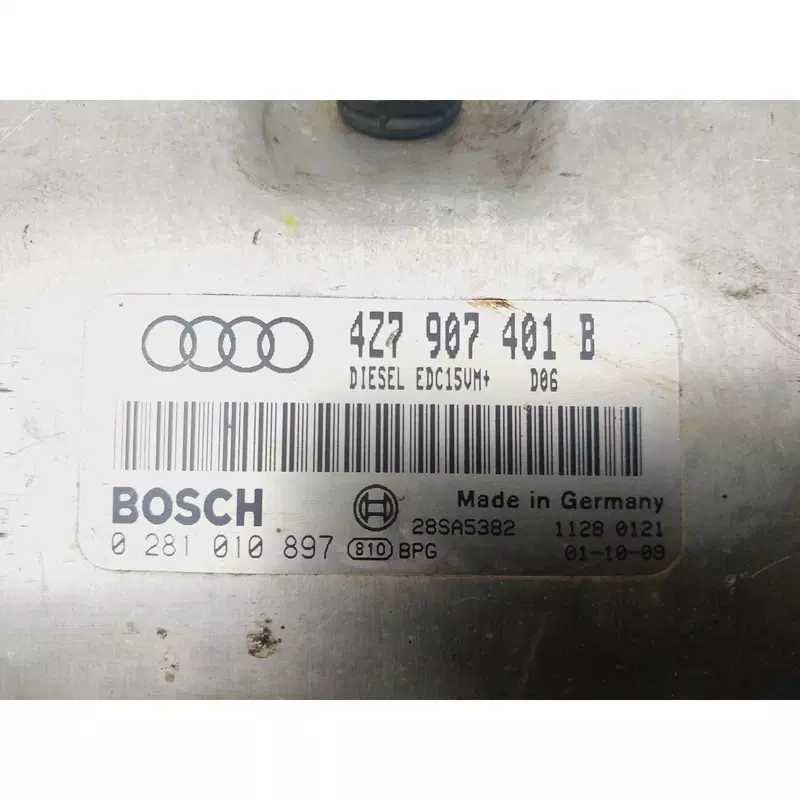 4Z7 907 401 B
DIESEL EDC15VM+ D06
BOSCH
Made in Germany
28SA5382 1128 0121
0 281 010 897 810 BPG 01-10-09